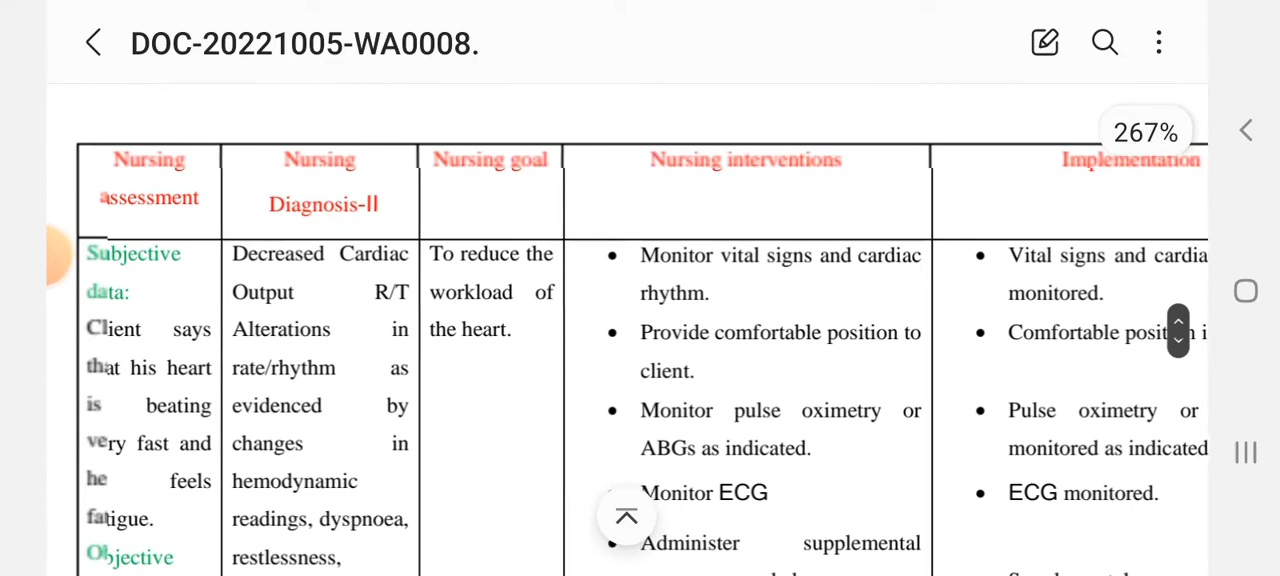 DOC-20221005-WA0008.
267%
Nursing assessment
Nursing Diagnosis-II
Nursing goal
Nursing interventions
Implementation
Subjective
data:
Client says
that his heart
is beating
very fast and
he feels
fatigue.
Objective
Decreased Cardiac
Output R/T
Alterations in
rate/rhythm as
evidenced by
changes in
hemodynamic
readings, dyspnoea,
restlessness,
To reduce the
workload of
the heart.
• Monitor vital signs and cardiac
rhythm.
• Provide comfortable position to
client.
• Monitor pulse oximetry or
ABGs as indicated.
Monitor ECG
• Administer supplemental
• Vital signs and cardia
monitored.
• Comfortable position i
• Pulse oximetry or
monitored as indicated
• ECG monitored.